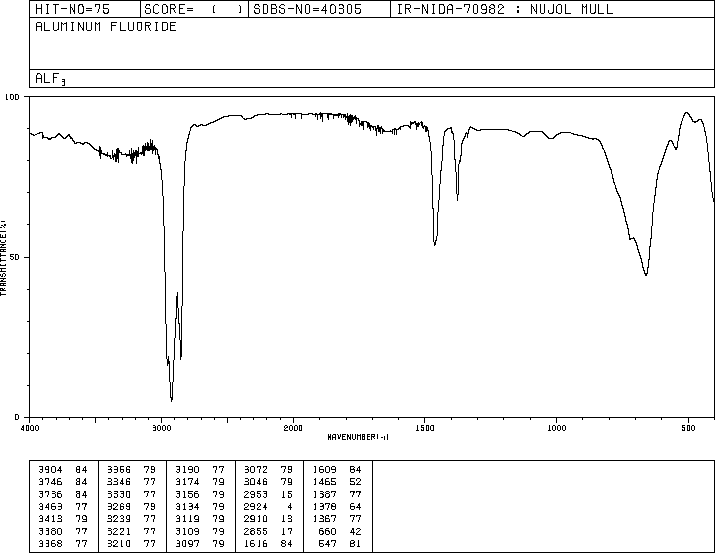 HIT-NO=75 SCORE= ( ) SDBS-NO=40305 IR-NIDA-70982 : NUJOL MULL
ALUMINUM FLUORIDE
ALF3
100
50
0
TRANSMITTANCE(%)
4000 3000 2000 1500 1000 500
WAVENUMBER(-1)
3904 84 3366 79 3190 77 3072 79 1609 84
3746 84 3346 77 3174 79 3046 79 1465 52
3736 84 3330 77 3156 79 2953 15 1387 77
3463 77 3269 79 3134 79 2924 4 1378 64
3413 79 3239 77 3119 79 2910 13 1367 77
3380 77 3221 77 3109 79 2855 17 660 42
3368 77 3210 77 3097 79 1616 84 547 81